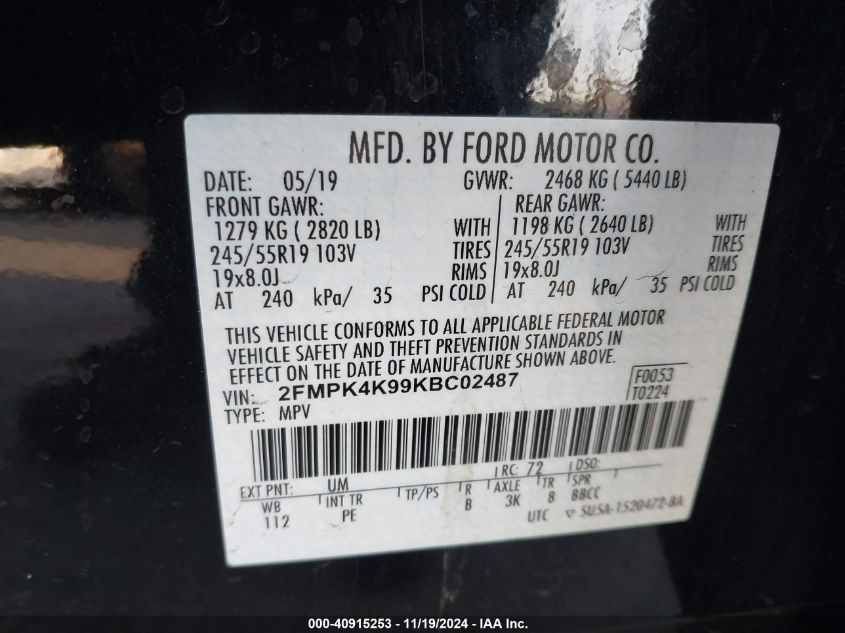 MFD. BY FORD MOTOR CO.
DATE: 05/19 GVWR: 2468 KG ( 5440 LB)
FRONT GAWR: REAR GAWR:
1279 KG ( 2820 LB) WITH 1198 KG ( 2640 LB) WITH
245/55R19 103V TIRES 245/55R19 103V TIRES
19x8.0J RIMS 19x8.0J RIMS
AT 240 kPa/ 35 PSI COLD AT 240 kPa/ 35 PSI COLD
THIS VEHICLE CONFORMS TO ALL APPLICABLE FEDERAL MOTOR
VEHICLE SAFETY AND THEFT PREVENTION STANDARDS IN
EFFECT ON THE DATE OF MANUFACTURE SHOWN ABOVE.
VIN: 2FMPK4K99KBC02487 F0053
TYPE: MPV T0224
EXT PNT: UM RC: 72 DSO:
WB INT TR TP/PS R AXLE TR SPR
112 PE B 3K 8 BBCC
UTC ▽ 5U5A-1520472-BA
000-40915253 - 11/19/2024 - IAA Inc.